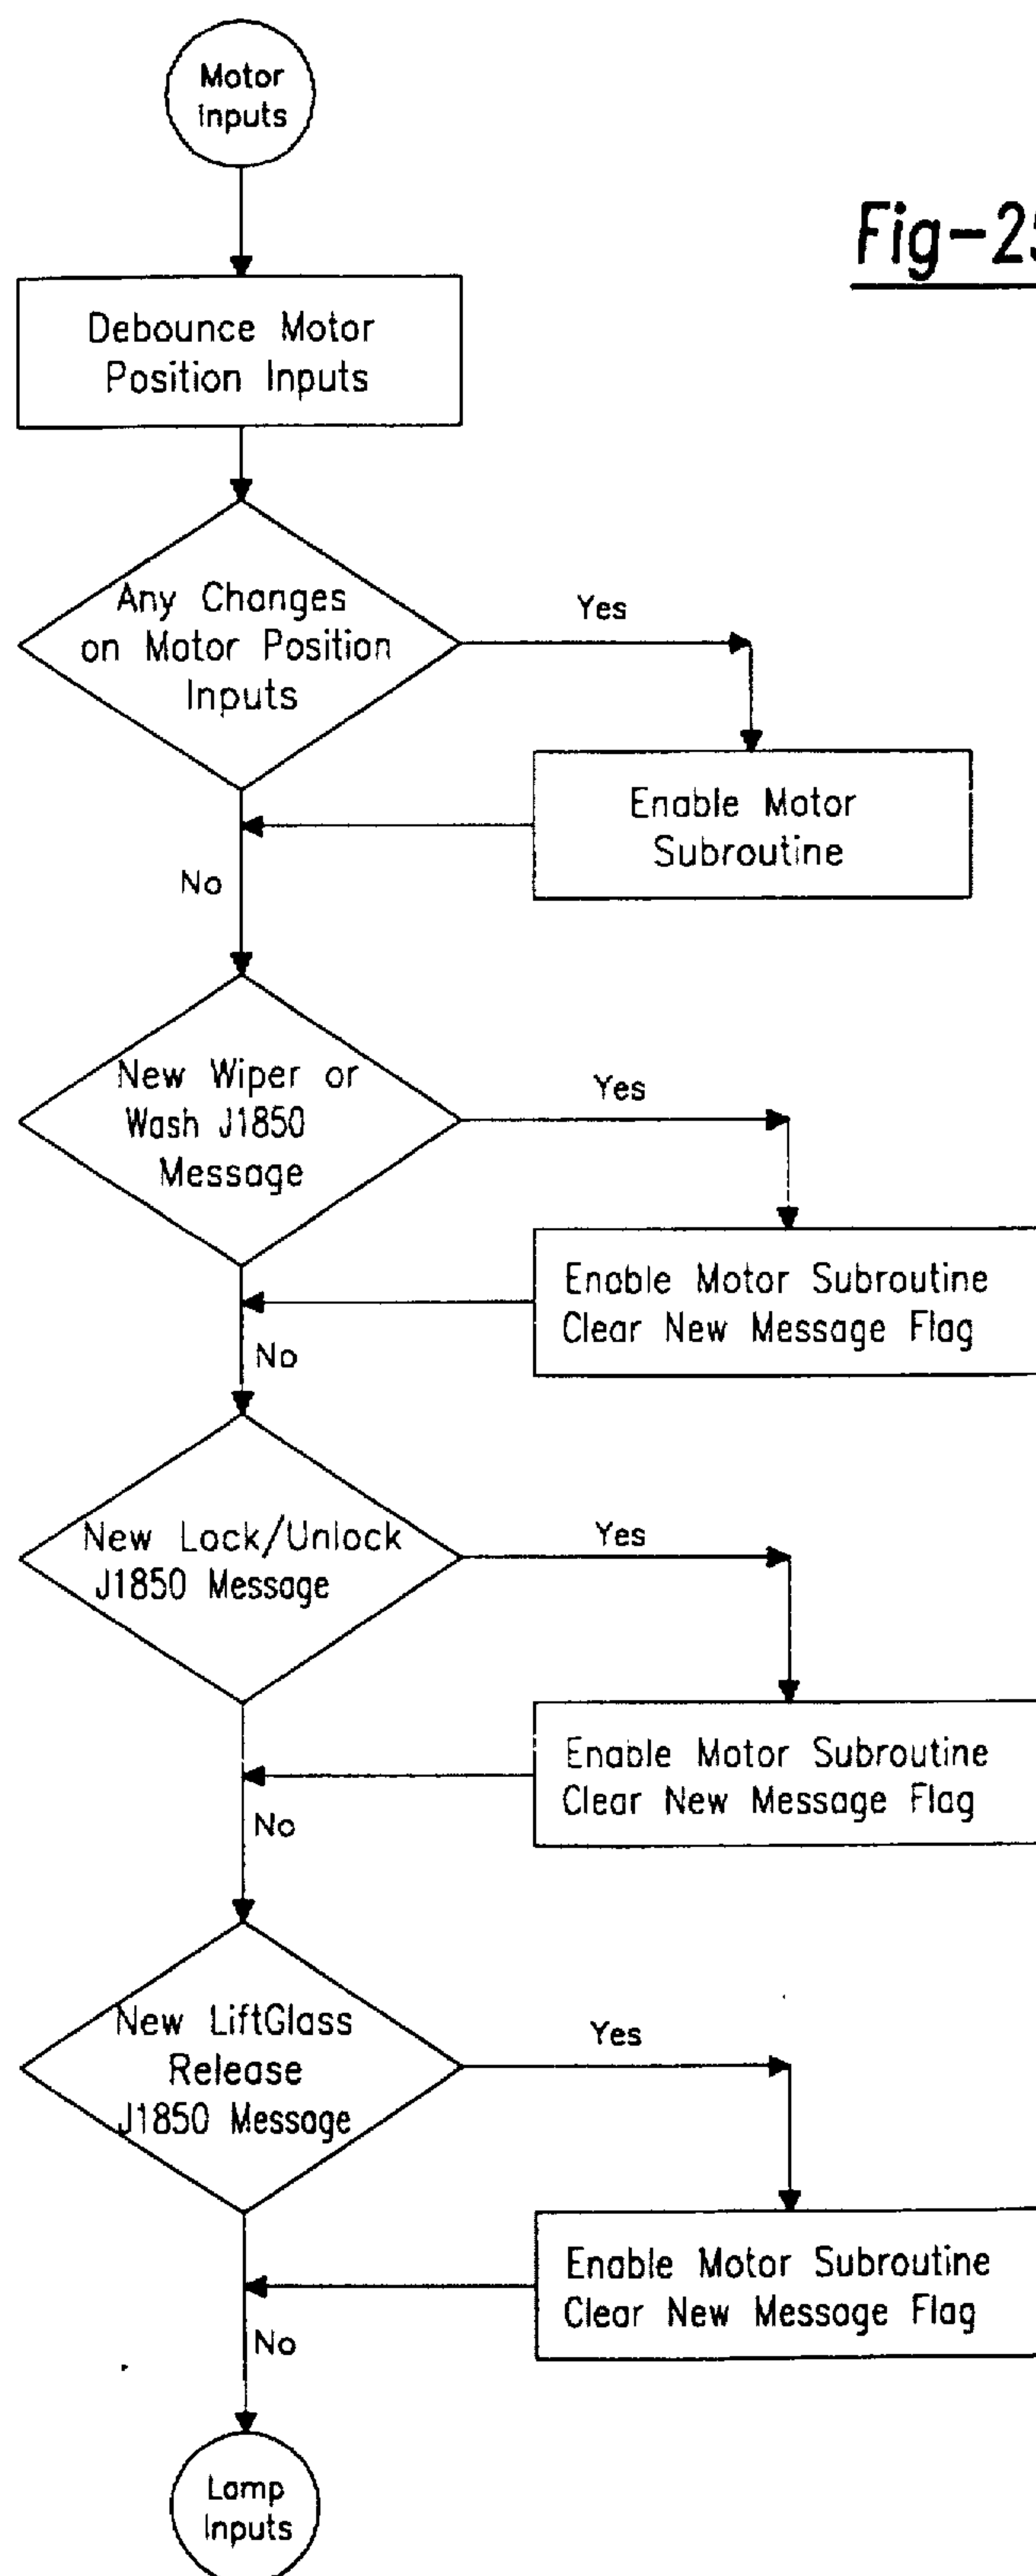 Motor
Inputs
Fig-2
Debounce Motor
Position Inputs
Any Changes
on Motor Position
Inputs
Yes
Enable Motor
Subroutine
No
New Wiper or
Wash J1850
Message
Yes
Enable Motor Subroutine
Clear New Message Flag
No
New Lock/Unlock
J1850 Message
Yes
Enable Motor Subroutine
Clear New Message Flag
No
New LiftGlass
Release
J1850 Message
Yes
Enable Motor Subroutine
Clear New Message Flag
No
Lamp
Inputs